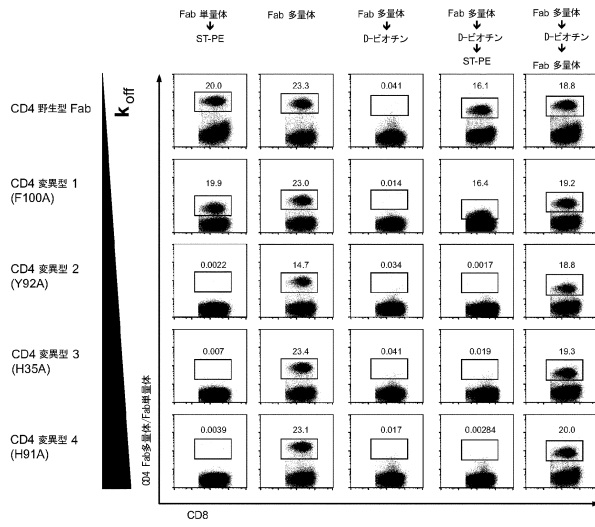 Fab 単量体
↓
ST-PE
Fab 多量体
Fab 多量体
↓
D-ビオチン
Fab 多量体
↓
D-ビオチン
↓
ST-PE
Fab 多量体
↓
D-ビオチン
↓
Fab 多量体
koff
CD4 野生型 Fab
20.0
23.3
0.041
16.1
18.8
CD4 変異型 1
(F100A)
19.9
23.0
0.014
16.4
19.2
CD4 変異型 2
(Y92A)
0.0022
14.7
0.034
0.0017
18.8
CD4 変異型 3
(H35A)
0.007
23.4
0.041
0.019
19.3
CD4 変異型 4
(H91A)
0.0039
23.1
0.017
0.00284
20.0
CD4 Fab多量体/Fab単量体
CD8